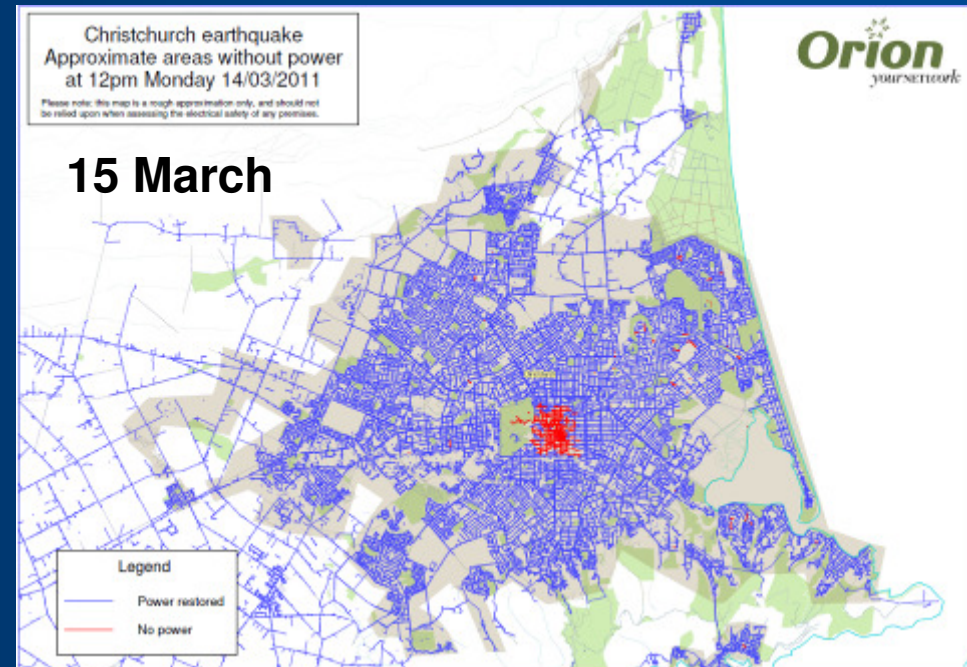 Christchurch earthquake
Approximate areas without power
at 12pm Monday 14/03/2011
Please note: this map is a rough approximation only, and should not
be relied upon when assessing the electrical safety of any premises.
Orion
yourNETWORK
15 March
Legend
Power restored
No power